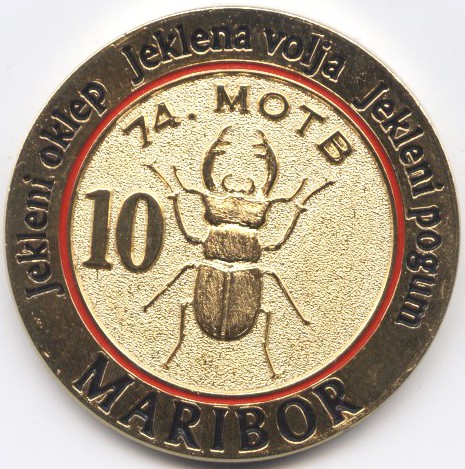 Jekleni oklep Jeklena volja Jekleni pogum
74. MOTB
10
MARIBOR